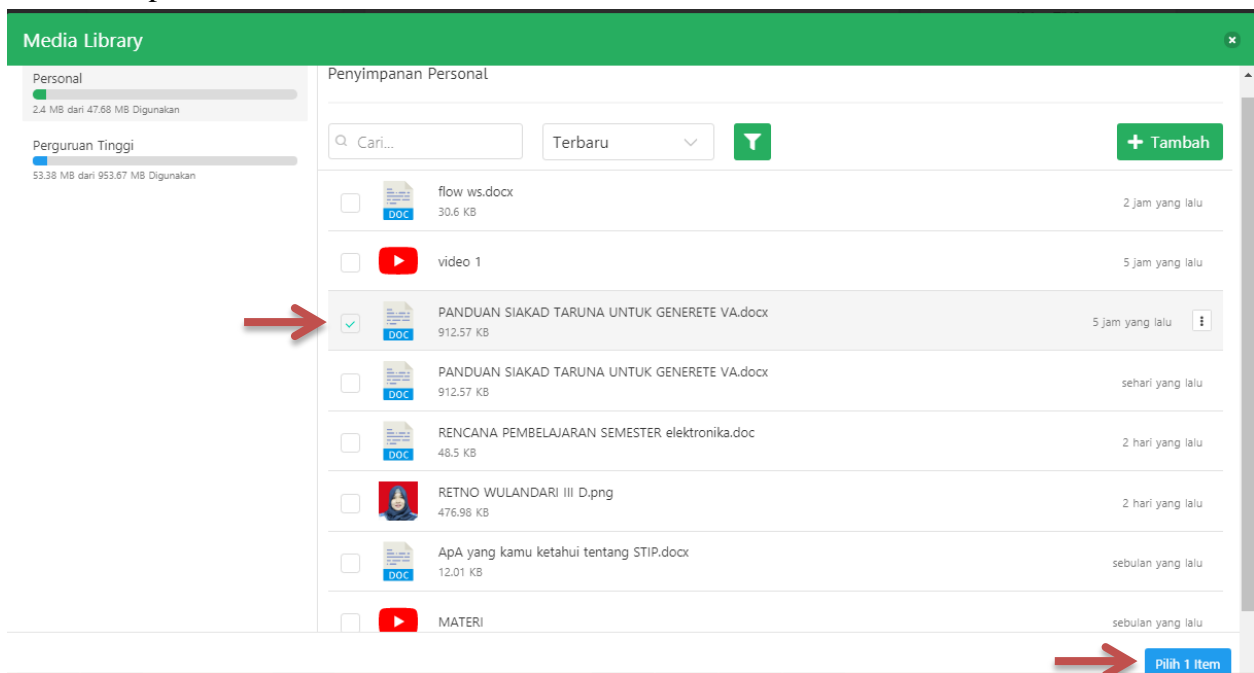 Media Library
Personal
2.4 MB dari 47.68 MB Digunakan
Perguruan Tinggi
53.38 MB dari 953.67 MB Digunakan
Penyimpanan Personal
Cari...
Terbaru
Tambah
flow ws.docx
2 jam yang lalu
DOC
30.6 KB
video 1
5 jam yang lalu
PANDUAN SIAKAD TARUNA UNTUK GENERETE VA.docx
5 jam yang lalu
DOC
912.57 KB
PANDUAN SIAKAD TARUNA UNTUK GENERETE VA.docx
sehari yang lalu
DOC
912.57 KB
RENCANA PEMBELAJARAN SEMESTER elektronika.doc
2 hari yang lalu
DOC
48.5 KB
RETNO WULANDARI III D.png
2 hari yang lalu
476.98 KB
ApA yang kamu ketahui tentang STIP.docx
sebulan yang lalu
DOC
12.01 KB
MATERI
sebulan yang lalu
Pilih 1 Item